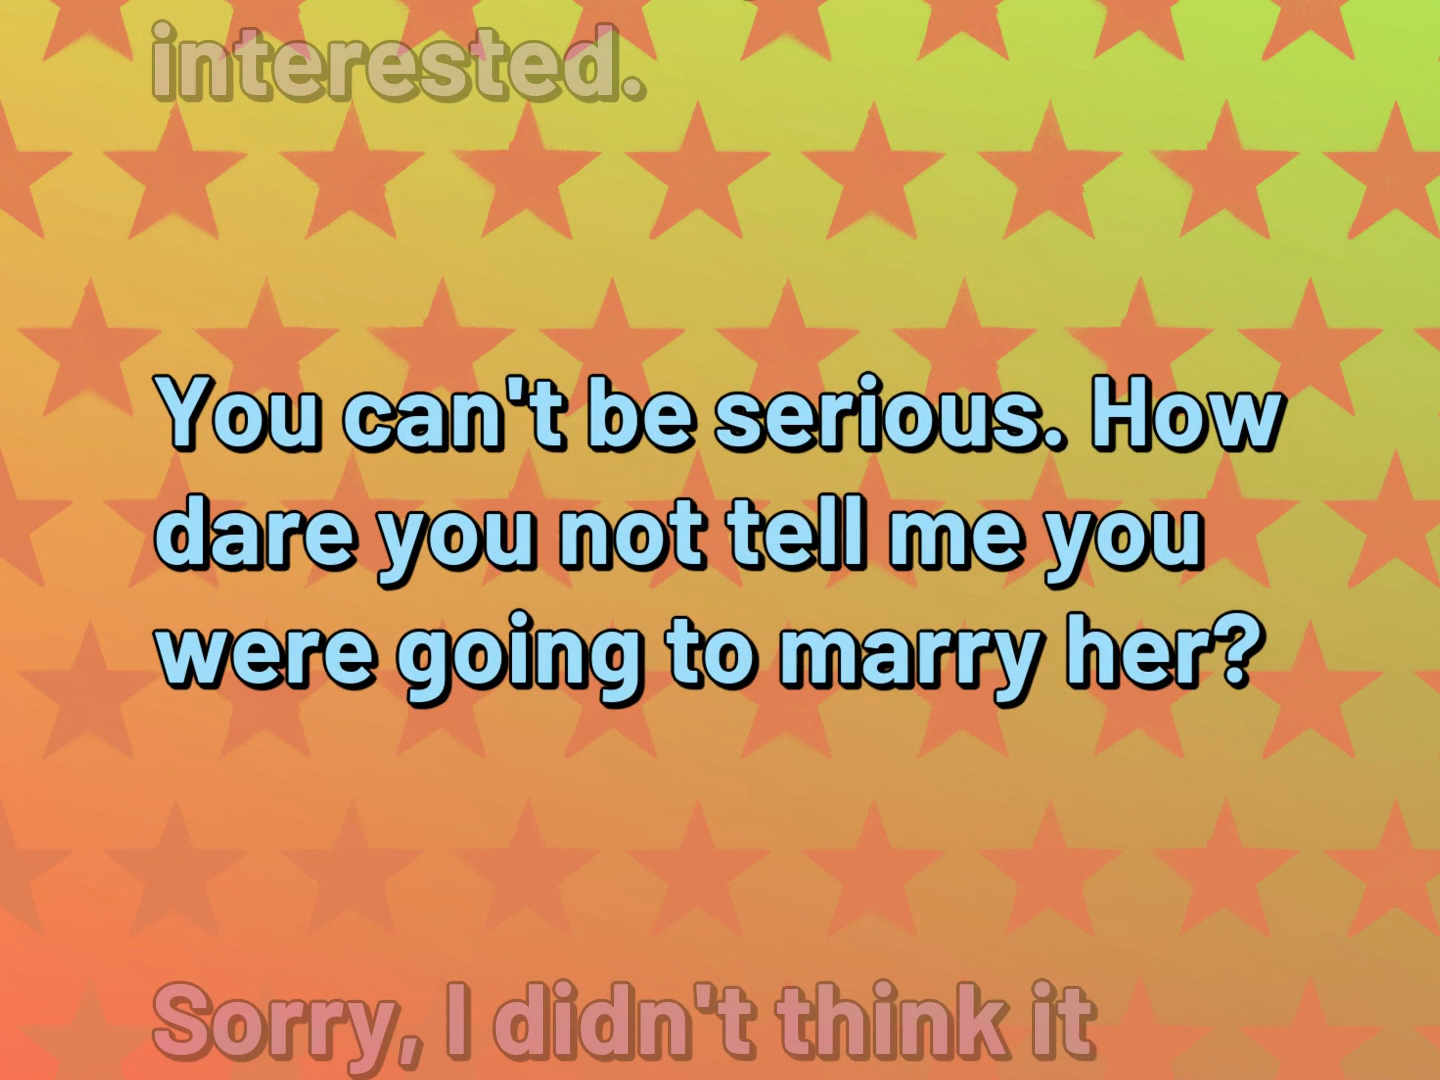 interested.
You can't be serious. How
dare you not tell me you
were going to marry her?
Sorry, I didn't think it